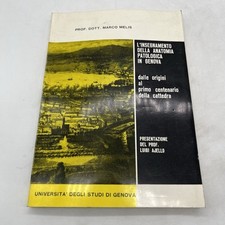 PROF. DOTT. MARCO MELIS
L'INSEGNAMENTO
DELLA ANATOMIA
PATOLOGICA
IN GENOVA
dalle origini
al
primo centenario
della cattedra
PRESENTAZIONE
DEL PROF.
LUIGI AJELLO
UNIVERSITA' DEGLI STUDI DI GENOVA